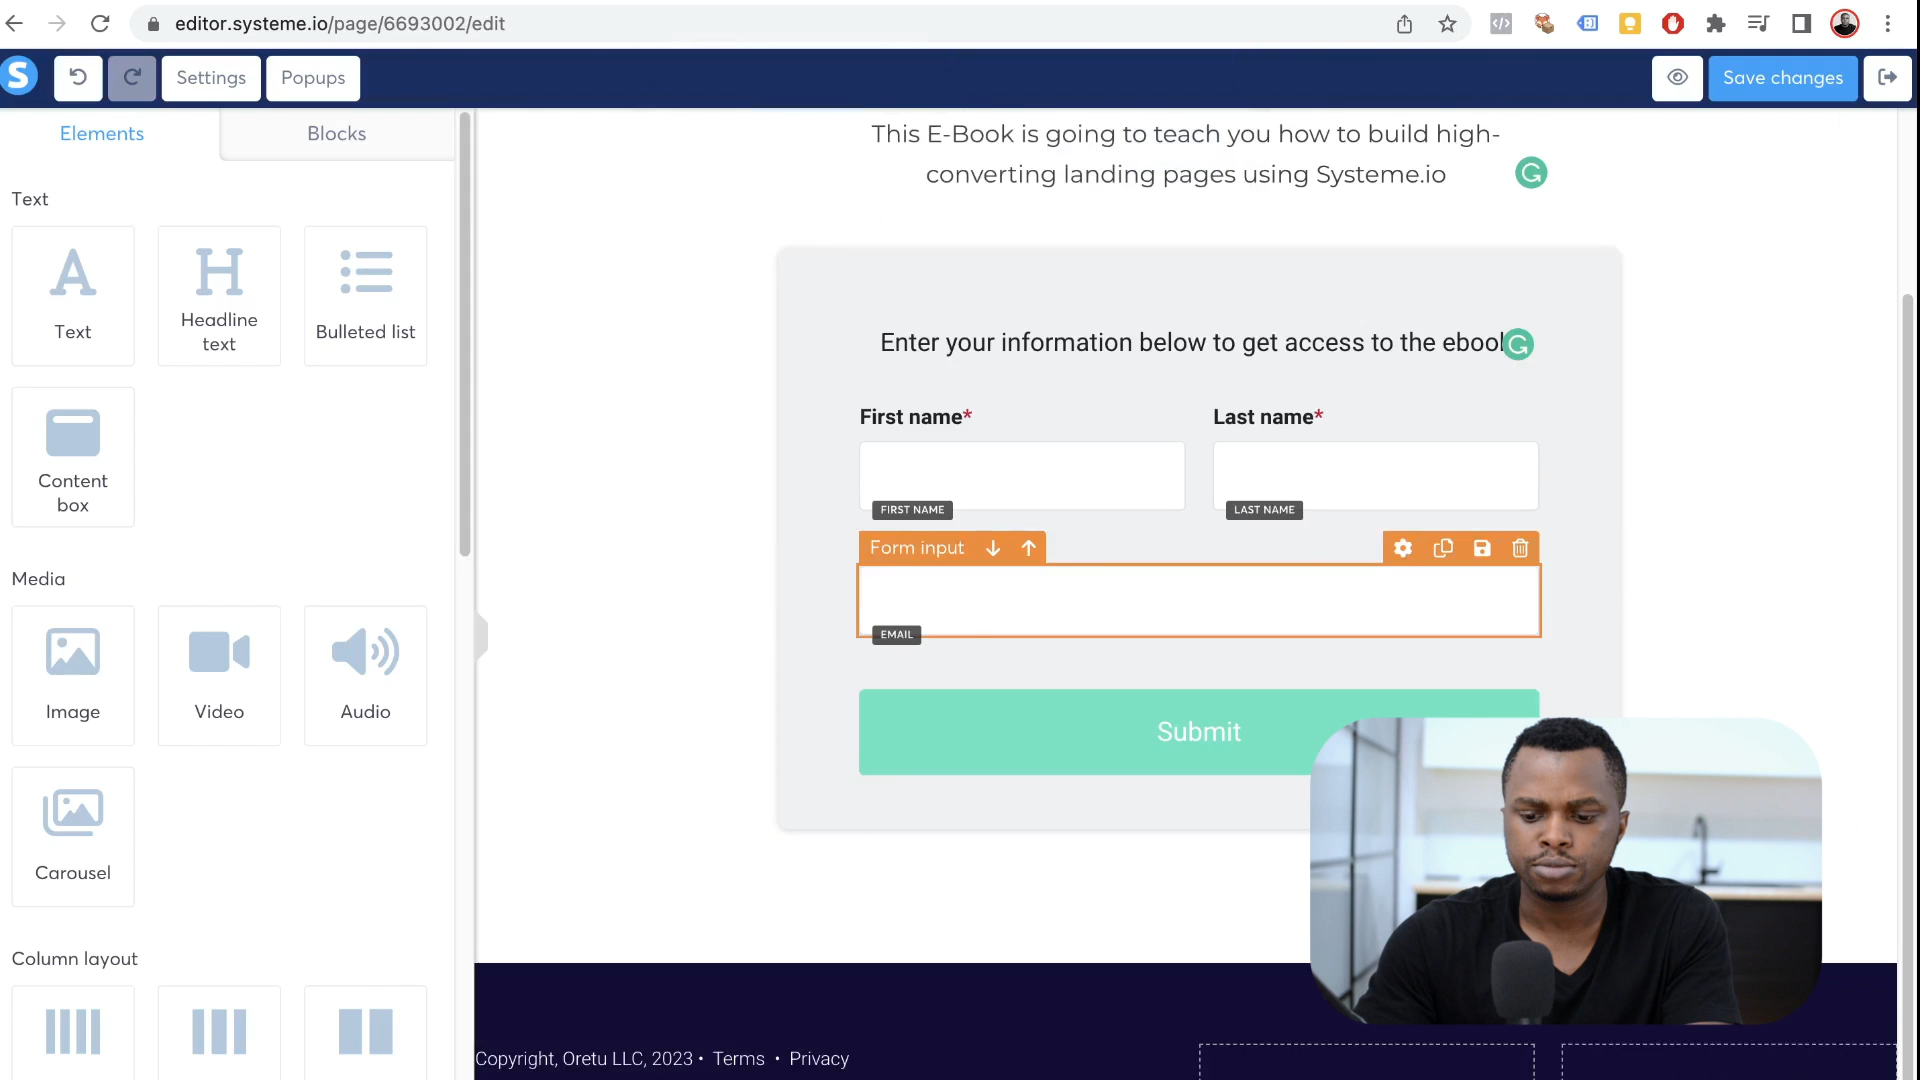 editor.systeme.io/page/6693002/edit
S
Settings
Popups
Save changes
Elements
Blocks
Text
Text
Headline
text
Bulleted list
Content
box
Media
Image
Video
Audio
Carousel
Column layout
This E-Book is going to teach you how to build high-
converting landing pages using Systeme.io
Enter your information below to get access to the
First name*
Last name*
FIRST NAME
LAST NAME
Form input
EMAIL
Submit
Copyright, Oretu LLC, 2023 • Terms • Privacy